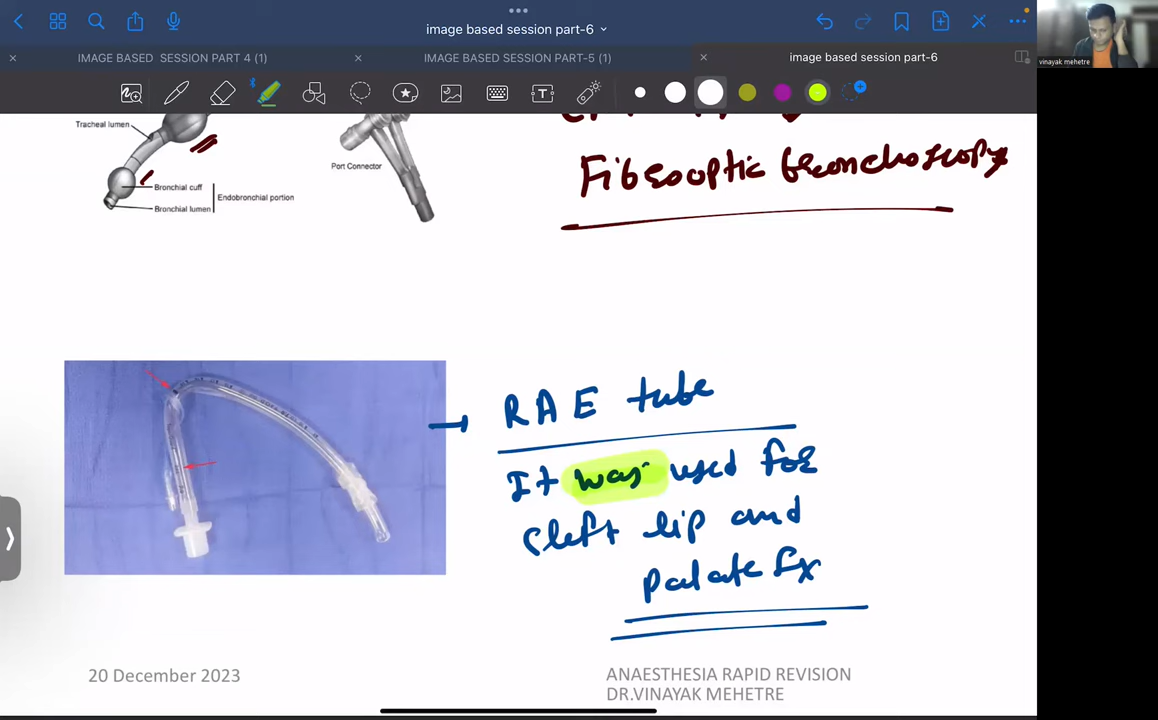 image based session part-6
IMAGE BASED SESSION PART 4 (1)
IMAGE BASED SESSION PART-5 (1)
image based session part-6
vinayak mehetre
Tracheal lumen
Bronchial cuff
Bronchial lumen
Endobronchial portion
Port Connector
Fibreoptic bronchoscopy
RAE tube
It was used for
cleft lip and
palate Sx
20 December 2023
ANAESTHESIA RAPID REVISION
DR.VINAYAK MEHETRE